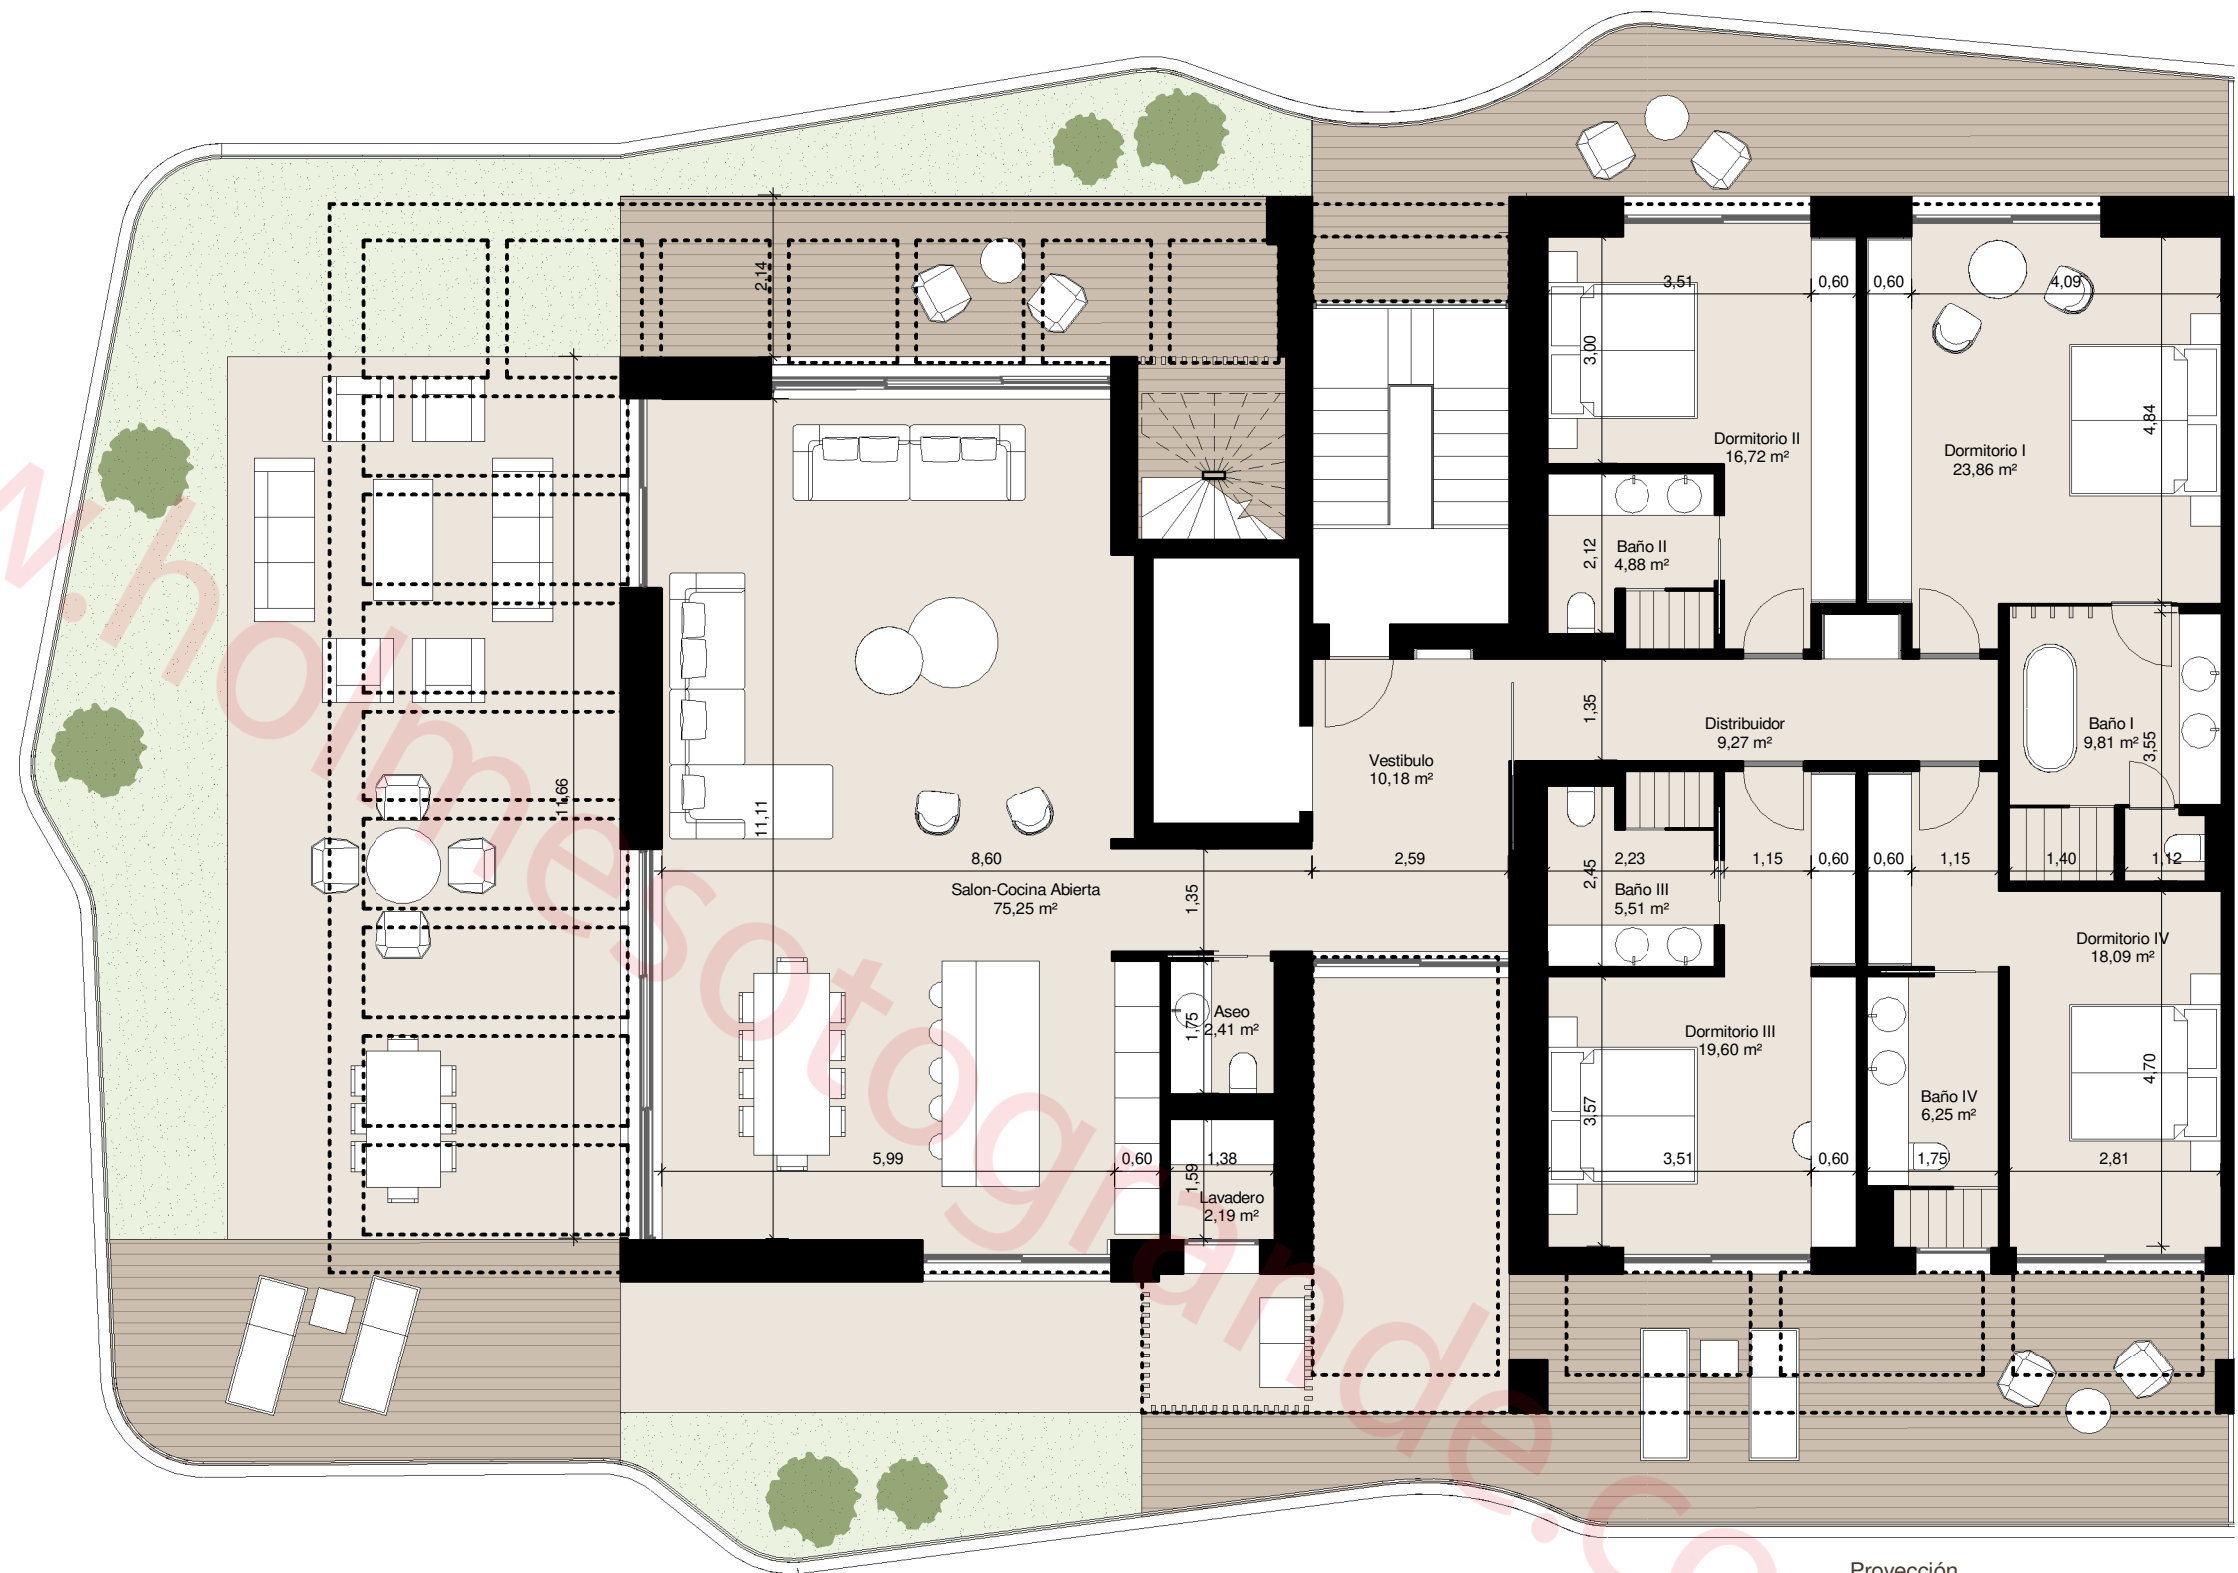 2,14
3,51
0,60
0,60
4,09
3,00
4,84
Dormitorio II
16,72 m²
Dormitorio I
23,86 m²
2,12
Baño II
4,88 m²
1,35
Distribuidor
9,27 m²
Baño I
9,81 m²
3,55
Vestibulo
10,18 m²
11,66
11,11
8,60
2,59
2,45
2,23
1,15
0,60
0,60
1,15
1,40
1,12
Salon-Cocina Abierta
75,25 m²
1,35
Baño III
5,51 m²
Dormitorio IV
18,09 m²
Aseo
2,41 m²
1,75
Dormitorio III
19,60 m²
4,70
3,57
Baño IV
6,25 m²
5,99
0,60
1,38
1,59
3,51
0,60
1,75
2,81
Lavadero
2,19 m²
w.holmesotogrande.co
Proyección